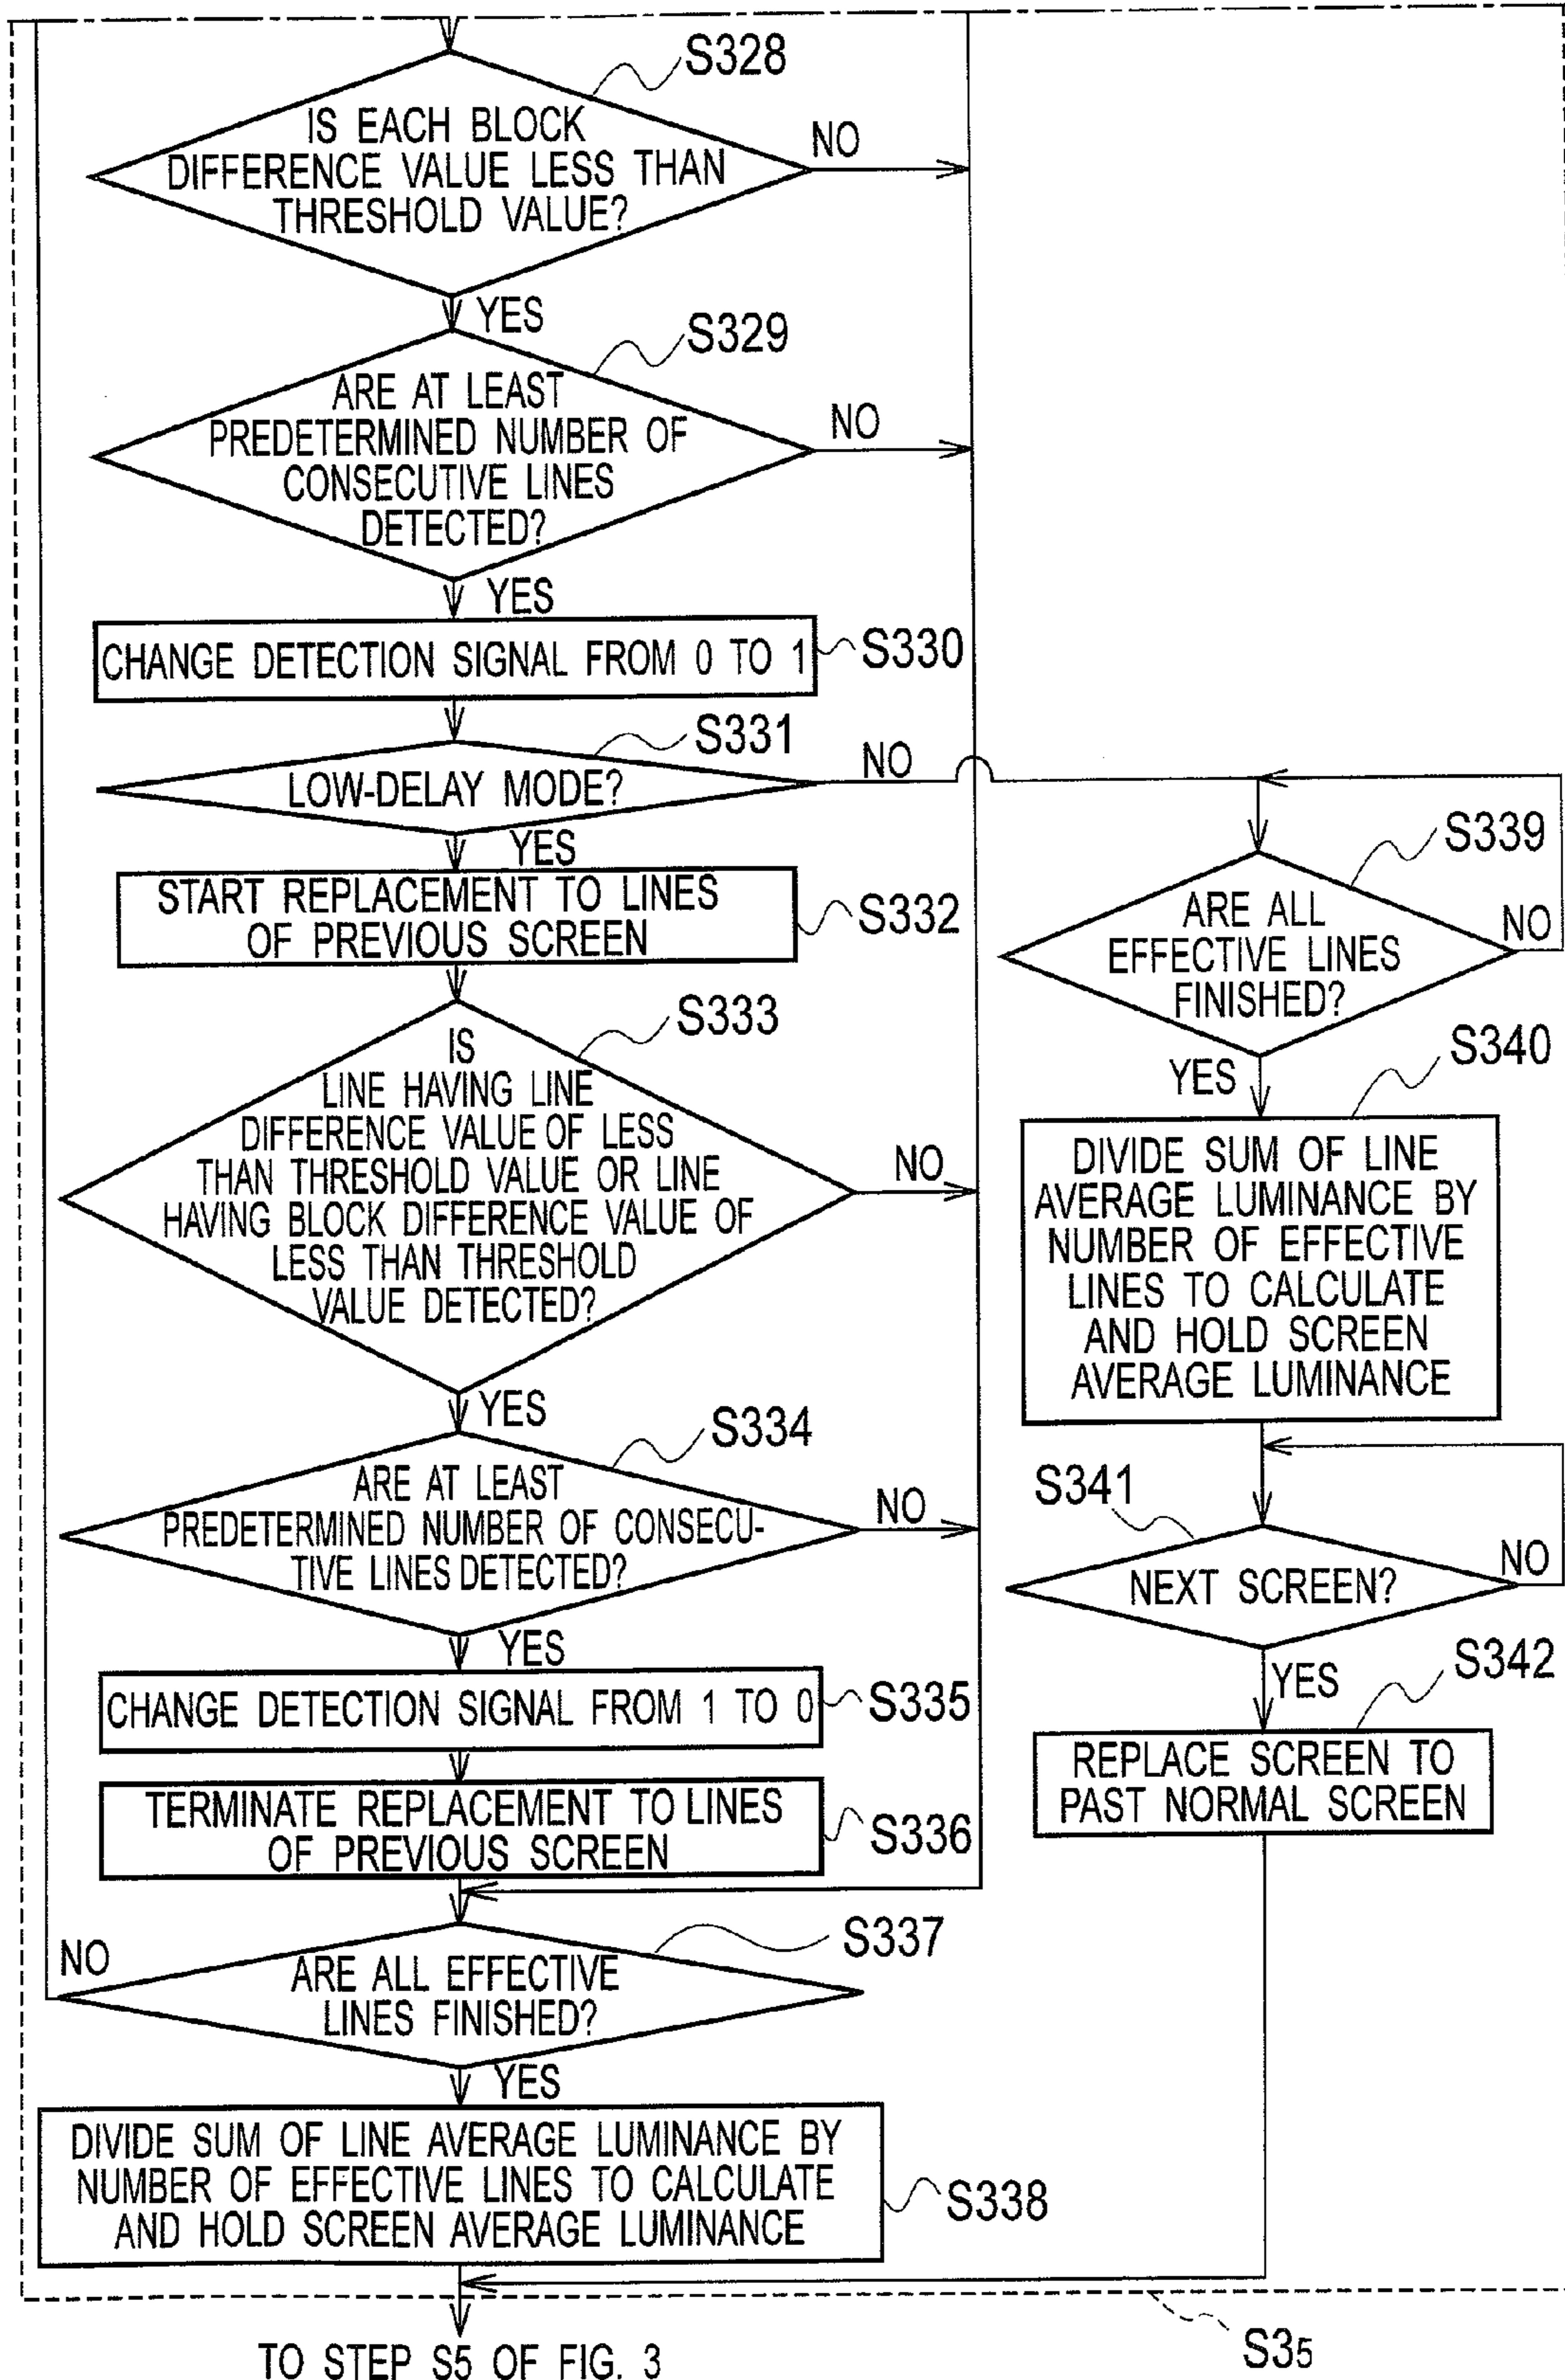 S328
IS EACH BLOCK
DIFFERENCE VALUE LESS THAN
THRESHOLD VALUE?
NO
YES
S329
ARE AT LEAST
PREDETERMINED NUMBER OF
CONSECUTIVE LINES
DETECTED?
NO
YES
CHANGE DETECTION SIGNAL FROM 0 TO 1
S330
S331
LOW-DELAY MODE?
NO
YES
START REPLACEMENT TO LINES
OF PREVIOUS SCREEN
S332
S333
IS
LINE HAVING LINE
DIFFERENCE VALUE OF LESS
THAN THRESHOLD VALUE OR LINE
HAVING BLOCK DIFFERENCE VALUE OF
LESS THAN THRESHOLD
VALUE DETECTED?
NO
YES
S334
ARE AT LEAST
PREDETERMINED NUMBER OF CONSECU-
TIVE LINES DETECTED?
NO
YES
CHANGE DETECTION SIGNAL FROM 1 TO 0
S335
TERMINATE REPLACEMENT TO LINES
OF PREVIOUS SCREEN
S336
S337
NO
ARE ALL EFFECTIVE
LINES FINISHED?
YES
DIVIDE SUM OF LINE AVERAGE LUMINANCE BY
NUMBER OF EFFECTIVE LINES TO CALCULATE
AND HOLD SCREEN AVERAGE LUMINANCE
S338
S339
ARE ALL
EFFECTIVE LINES
FINISHED?
NO
YES
S340
DIVIDE SUM OF LINE
AVERAGE LUMINANCE BY
NUMBER OF EFFECTIVE
LINES TO CALCULATE
AND HOLD SCREEN
AVERAGE LUMINANCE
S341
NEXT SCREEN?
NO
YES
S342
REPLACE SCREEN TO
PAST NORMAL SCREEN
S35
TO STEP S5 OF FIG. 3